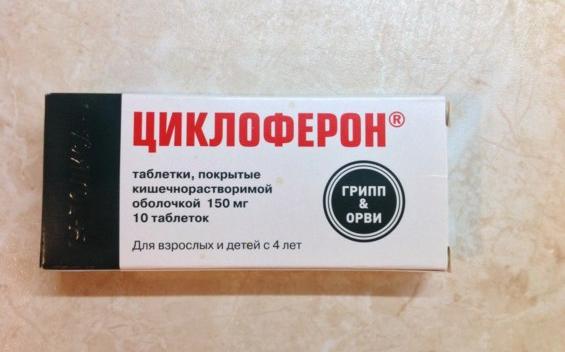 ЦИКЛОФЕРОН®
таблетки, покрытые
кишечнорастворимой
оболочкой 150 мг
10 таблеток
Для взрослых и детей с 4 лет
ГРИПП
&
ОРВИ